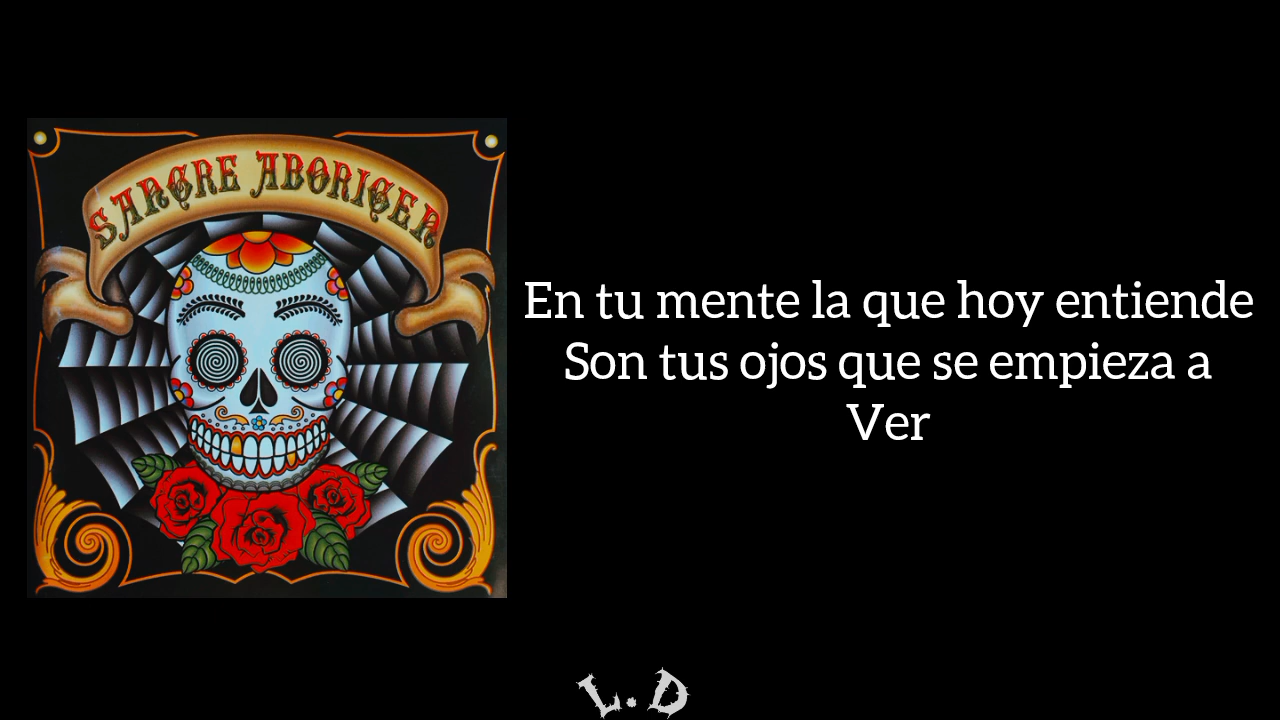 SANGRE ABORIGEN
En tu mente la que hoy entiende
Son tus ojos que se empieza a
Ver
L.D